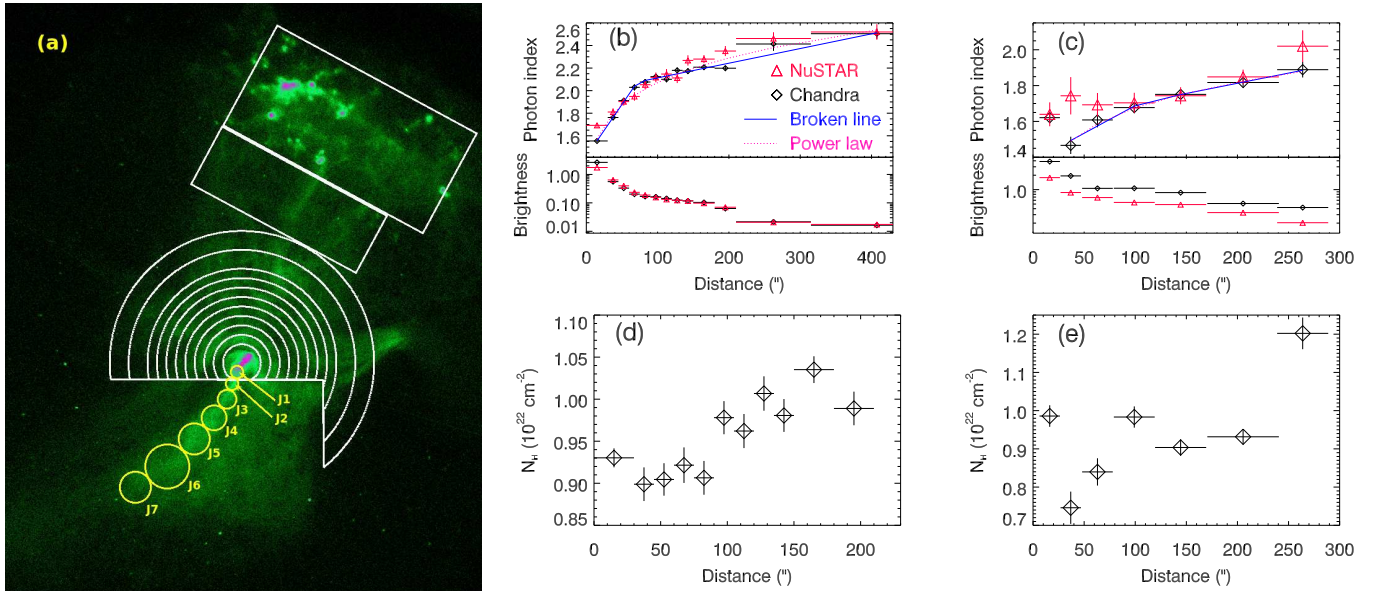 (a)
J1
J2
J3
J4
J5
J6
J7
(b)
2.6
2.4
2.2
2.0
1.8
1.6
Photon index
NuSTAR
Chandra
Broken line
Power law
1.00
0.10
0.01
Brightness
0 100 200 300 400
Distance (")
(c)
2.0
1.8
1.6
1.4
Photon index
1.0
Brightness
0 50 100 150 200 250 300
Distance (")
(d)
1.10
1.05
1.00
0.95
0.90
0.85
N_H (10^22 cm^-2)
0 50 100 150 200
Distance (")
(e)
1.2
1.1
1.0
0.9
0.8
0.7
N_H (10^22 cm^-2)
0 50 100 150 200 250 300
Distance (")